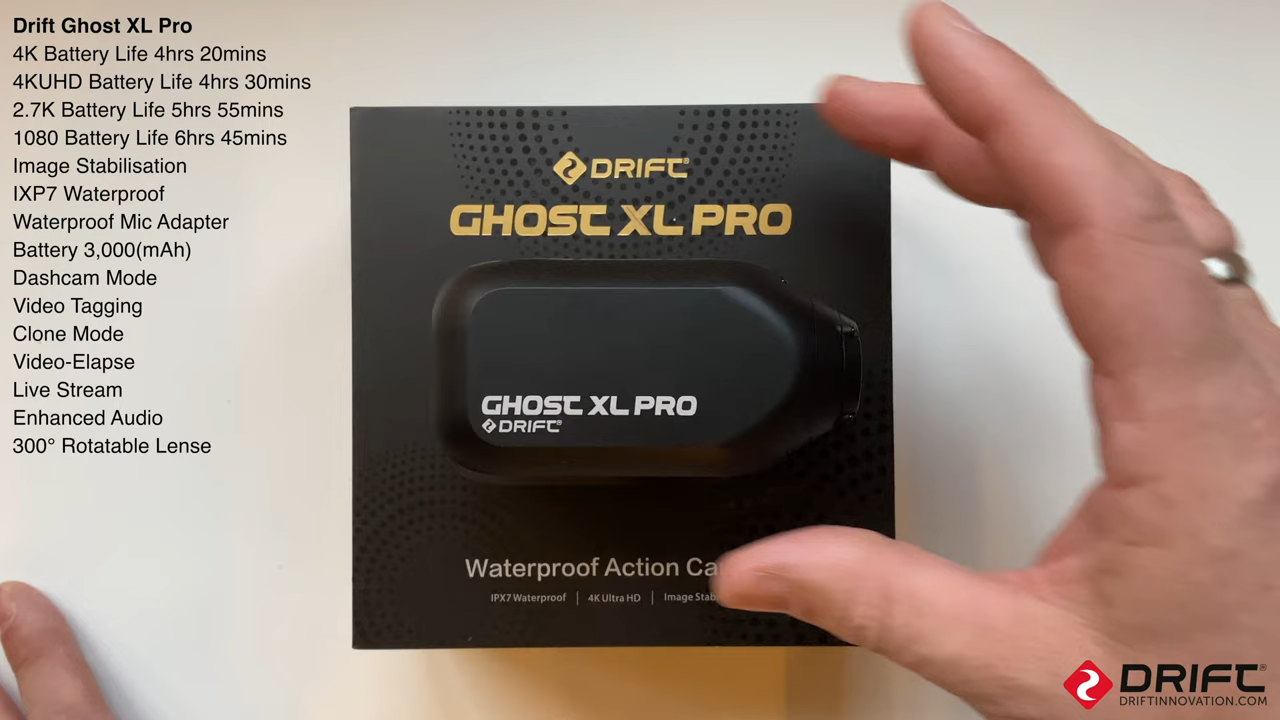 Drift Ghost XL Pro
4K Battery Life 4hrs 20mins
4KUHD Battery Life 4hrs 30mins
2.7K Battery Life 5hrs 55mins
1080 Battery Life 6hrs 45mins
Image Stabilisation
IXP7 Waterproof
Waterproof Mic Adapter
Battery 3,000(mAh)
Dashcam Mode
Video Tagging
Clone Mode
Video-Elapse
Live Stream
Enhanced Audio
300° Rotatable Lense
DRIFT®
GHOST XL PRO
GHOST XL PRO
DRIFT®
Waterproof Action
IPX7 Waterproof | 4K Ultra HD | Image
DRIFT®
DRIFTINNOVATION.COM